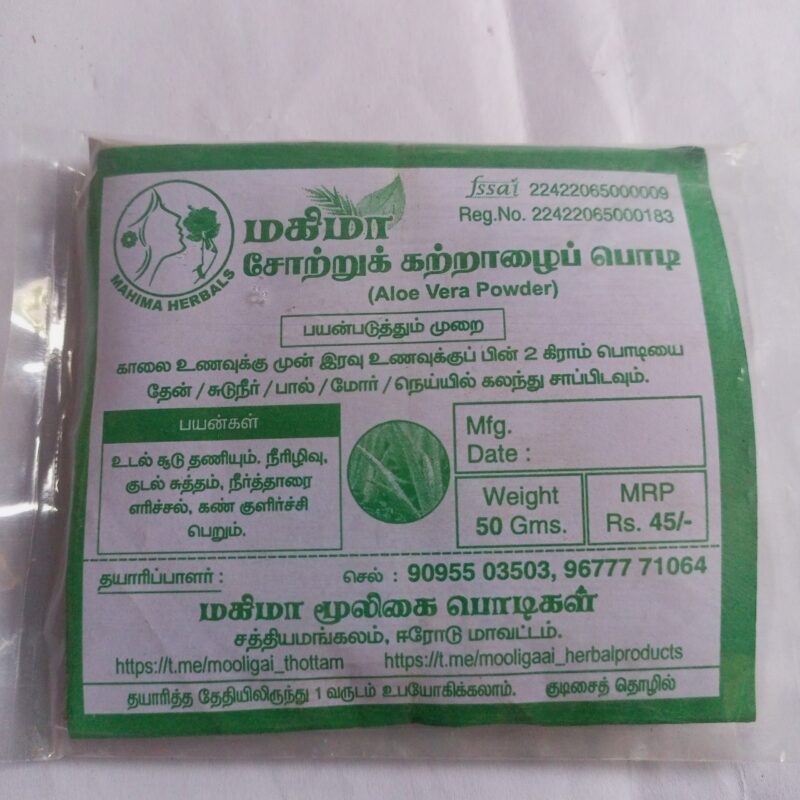 fssai 22422065000009
Reg.No. 22422065000183
MAHIMA HERBALS
மகிமா
சோற்றுக் கற்றாழைப் பொடி
(Aloe Vera Powder)
பயன்படுத்தும் முறை
காலை உணவுக்கு முன் இரவு உணவுக்குப் பின் 2 கிராம் பொடியை
தேன் / சுடுநீர் / பால் / மோர் / நெய்யில் கலந்து சாப்பிடவும்.
பயன்கள்
உடல் சூடு தணியும், நீரிழிவு,
குடல் சுத்தம், நீர்த்தாரை
எரிச்சல், கண் குளிர்ச்சி
பெறும்.
Mfg.
Date :
Weight
50 Gms.
MRP
Rs. 45/-
தயாரிப்பாளர் :
செல் : 90955 03503, 96777 71064
மகிமா மூலிகை பொடிகள்
சத்தியமங்கலம், ஈரோடு மாவட்டம்.
https://t.me/mooligai_thottam https://t.me/mooligaai_herbalproducts
தயாரித்த தேதியிலிருந்து 1 வருடம் உபயோகிக்கலாம். குடிசைத் தொழில்